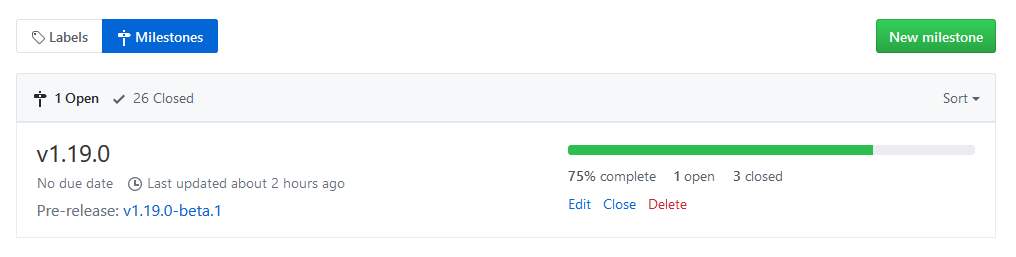 Labels Milestones New milestone
1 Open 26 Closed Sort
v1.19.0
No due date Last updated about 2 hours ago
Pre-release: v1.19.0-beta.1
75% complete 1 open 3 closed
Edit Close Delete